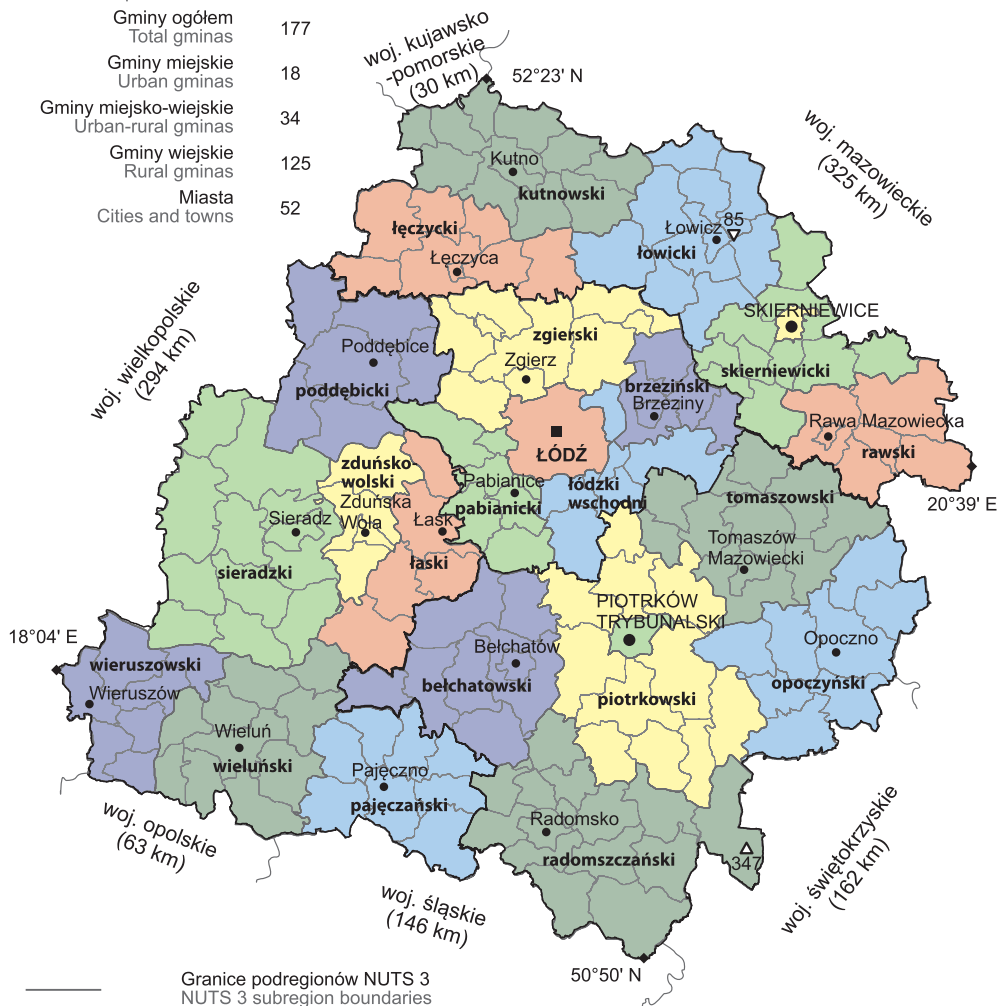 Gminy ogółem
Total gminas
177
Gminy miejskie
Urban gminas
18
Gminy miejsko-wiejskie
Urban-rural gminas
34
Gminy wiejskie
Rural gminas
125
Miasta
Cities and towns
52
woj. kujawsko
-pomorskie
(30 km)
52°23' N
woj. mazowieckie
(325 km)
Kutno
kutnowski
łęczycki
Łęczyca
85
Łowicz
łowicki
SKIERNIEWICE
skierniewicki
woj. wielkopolskie
(294 km)
Poddębice
poddębicki
zgierski
Zgierz
brzeziński
Brzeziny
Rawa Mazowiecka
rawski
20°39' E
ŁÓDŹ
łódzki
wschodni
zduńsko-
wolski
Zduńska
Wola
Pabianice
pabianicki
Łask
łaski
Sieradz
sieradzki
tomaszowski
Tomaszów
Mazowiecki
PIOTRKÓW
TRYBUNALSKI
piotrkowski
Opoczno
opoczyński
18°04' E
wieruszowski
Wieruszów
Bełchatów
bełchatowski
Wieluń
wieluński
Pajęczno
pajęczański
Radomsko
radomszczański
347
woj. opolskie
(63 km)
woj. śląskie
(146 km)
woj. świętokrzyskie
(162 km)
50°50' N
Granice podregionów NUTS 3
NUTS 3 subregion boundaries